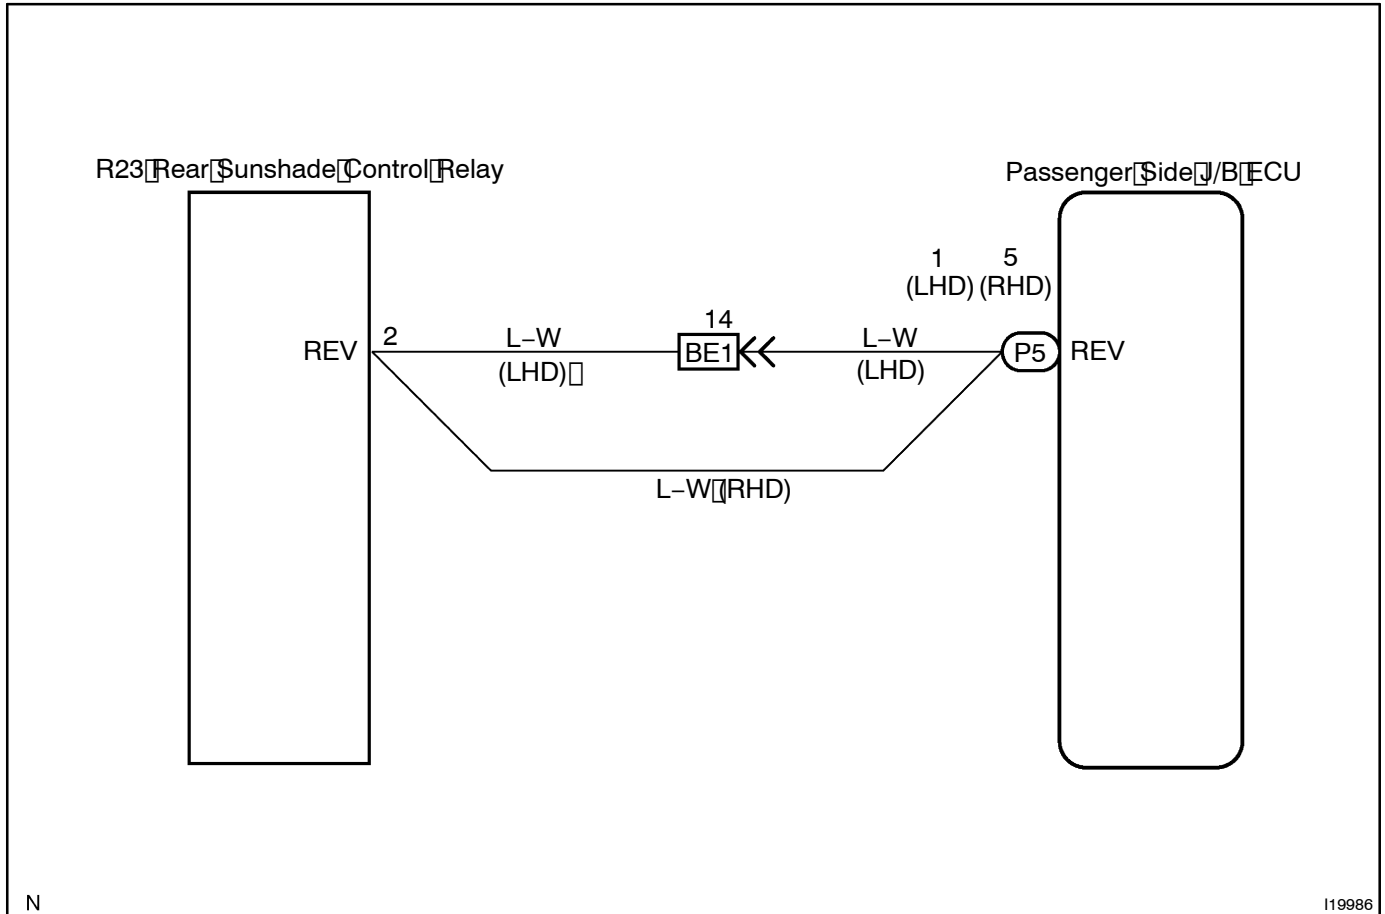 R23 Rear Sunshade Control Relay
Passenger Side J/B ECU
1 5
(LHD) (RHD)
14
REV 2 L−W BE1 L−W P5 REV
(LHD) (LHD)
L−W (RHD)
N I19986